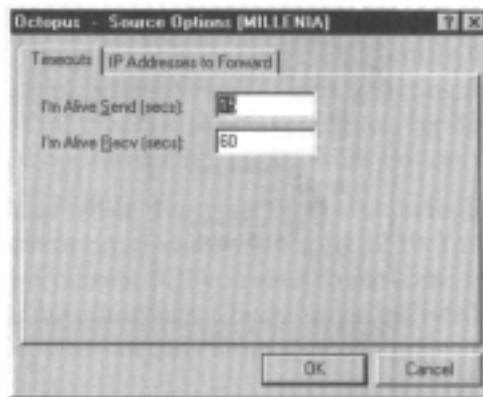 Octopus - Source Options (MILLENIA)
Timeouts
IP Addresses to Forward
I'm Alive Send (secs):
I'm Alive Recv (secs):
60
OK
Cancel